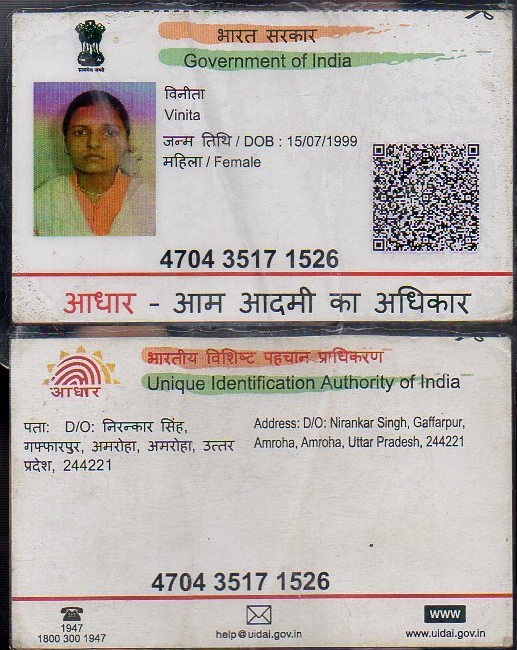 भारत सरकार
Government of India
सत्यमेव जयते
विनीता
Vinita
जन्म तिथि / DOB : 15/07/1999
महिला / Female
4704 3517 1526
आधार - आम आदमी का अधिकार
भारतीय विशिष्ट पहचान प्राधिकरण
Unique Identification Authority of India
आधार
पता: D/O: निरन्कार सिंह,
गफ्फारपुर, अमरोहा, अमरोहा, उत्तर
प्रदेश, 244221
Address: D/O: Nirankar Singh, Gaffarpur,
Amroha, Amroha, Uttar Pradesh, 244221
4704 3517 1526
1947
1800 300 1947
help@uidai.gov.in
www
www.uidai.gov.in